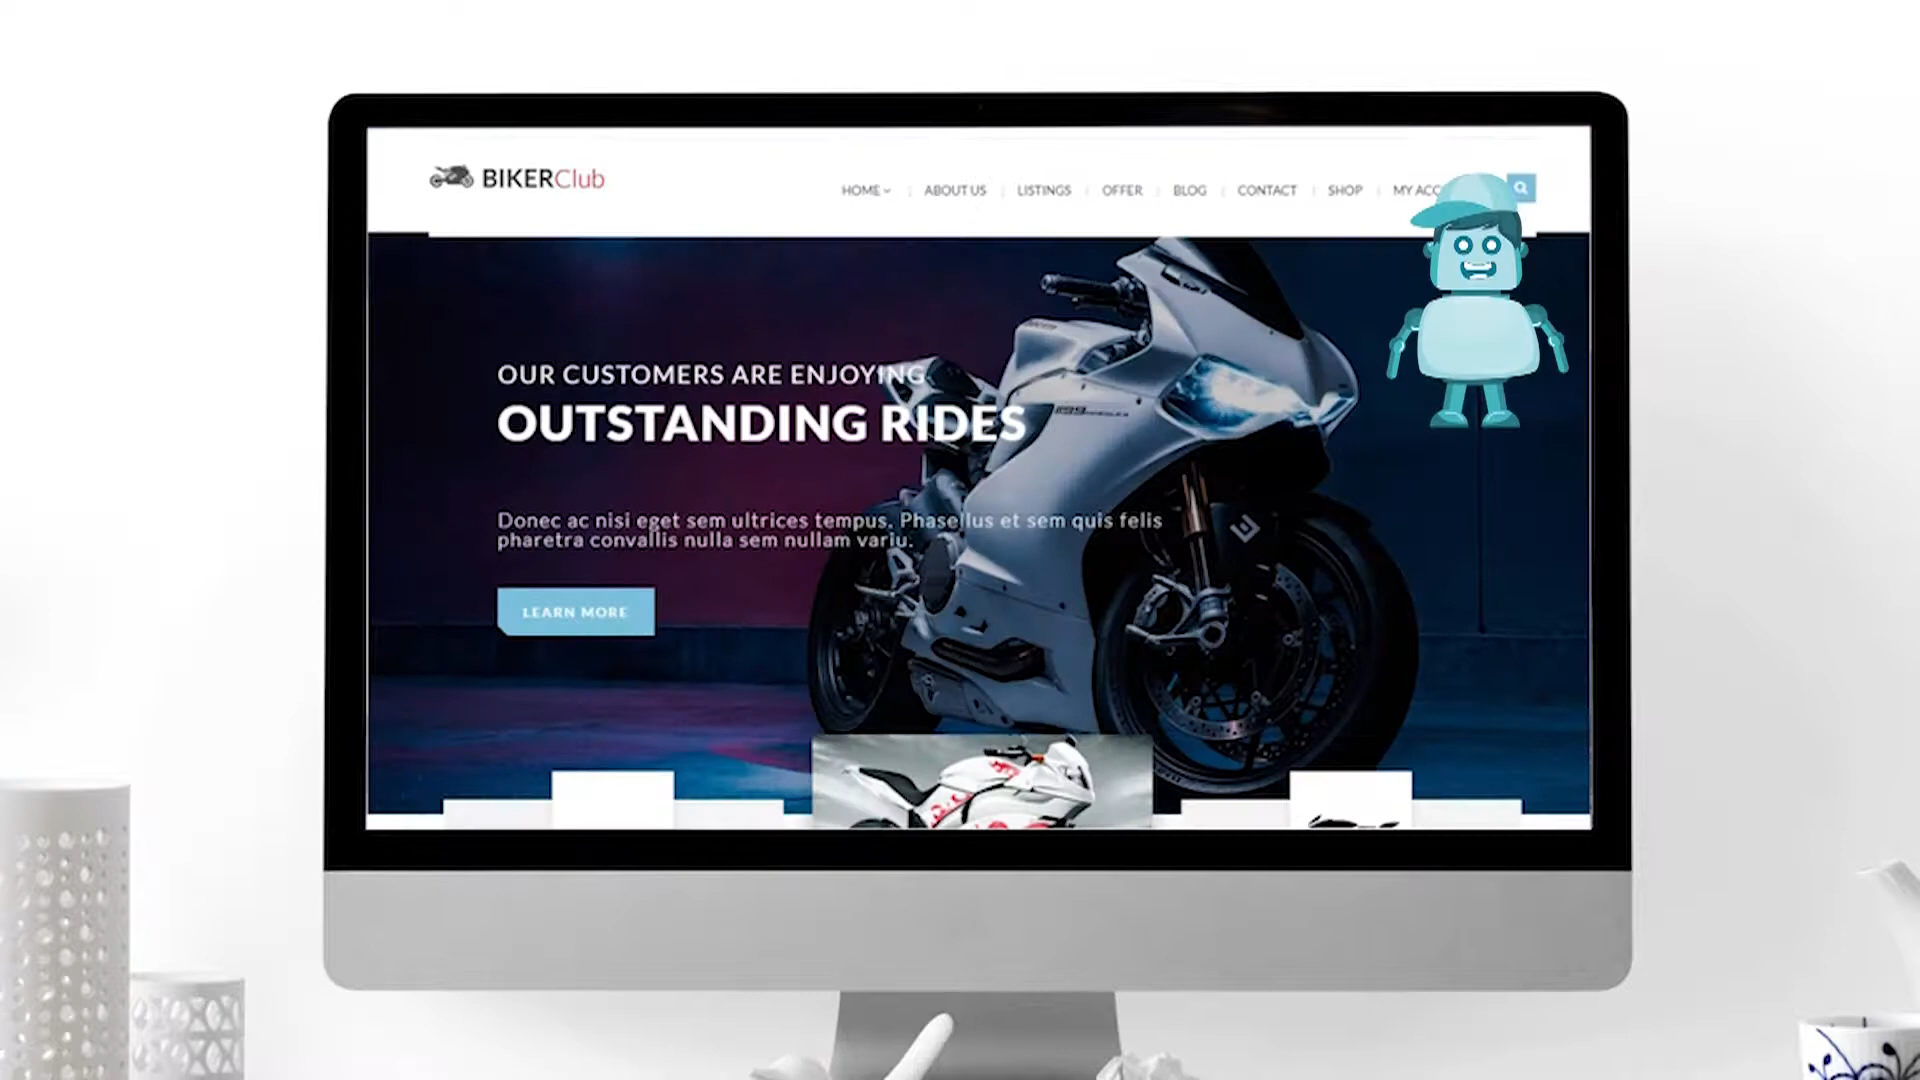 BIKERClub
HOME
ABOUT US
LISTINGS
OFFER
BLOG
CONTACT
SHOP
MY ACC
OUR CUSTOMERS ARE ENJOYING
OUTSTANDING RIDES
Donec ac nisi eget sem ultrices tempus. Phasellus et sem quis felis
pharetra convallis nulla sem nullam variu.
LEARN MORE